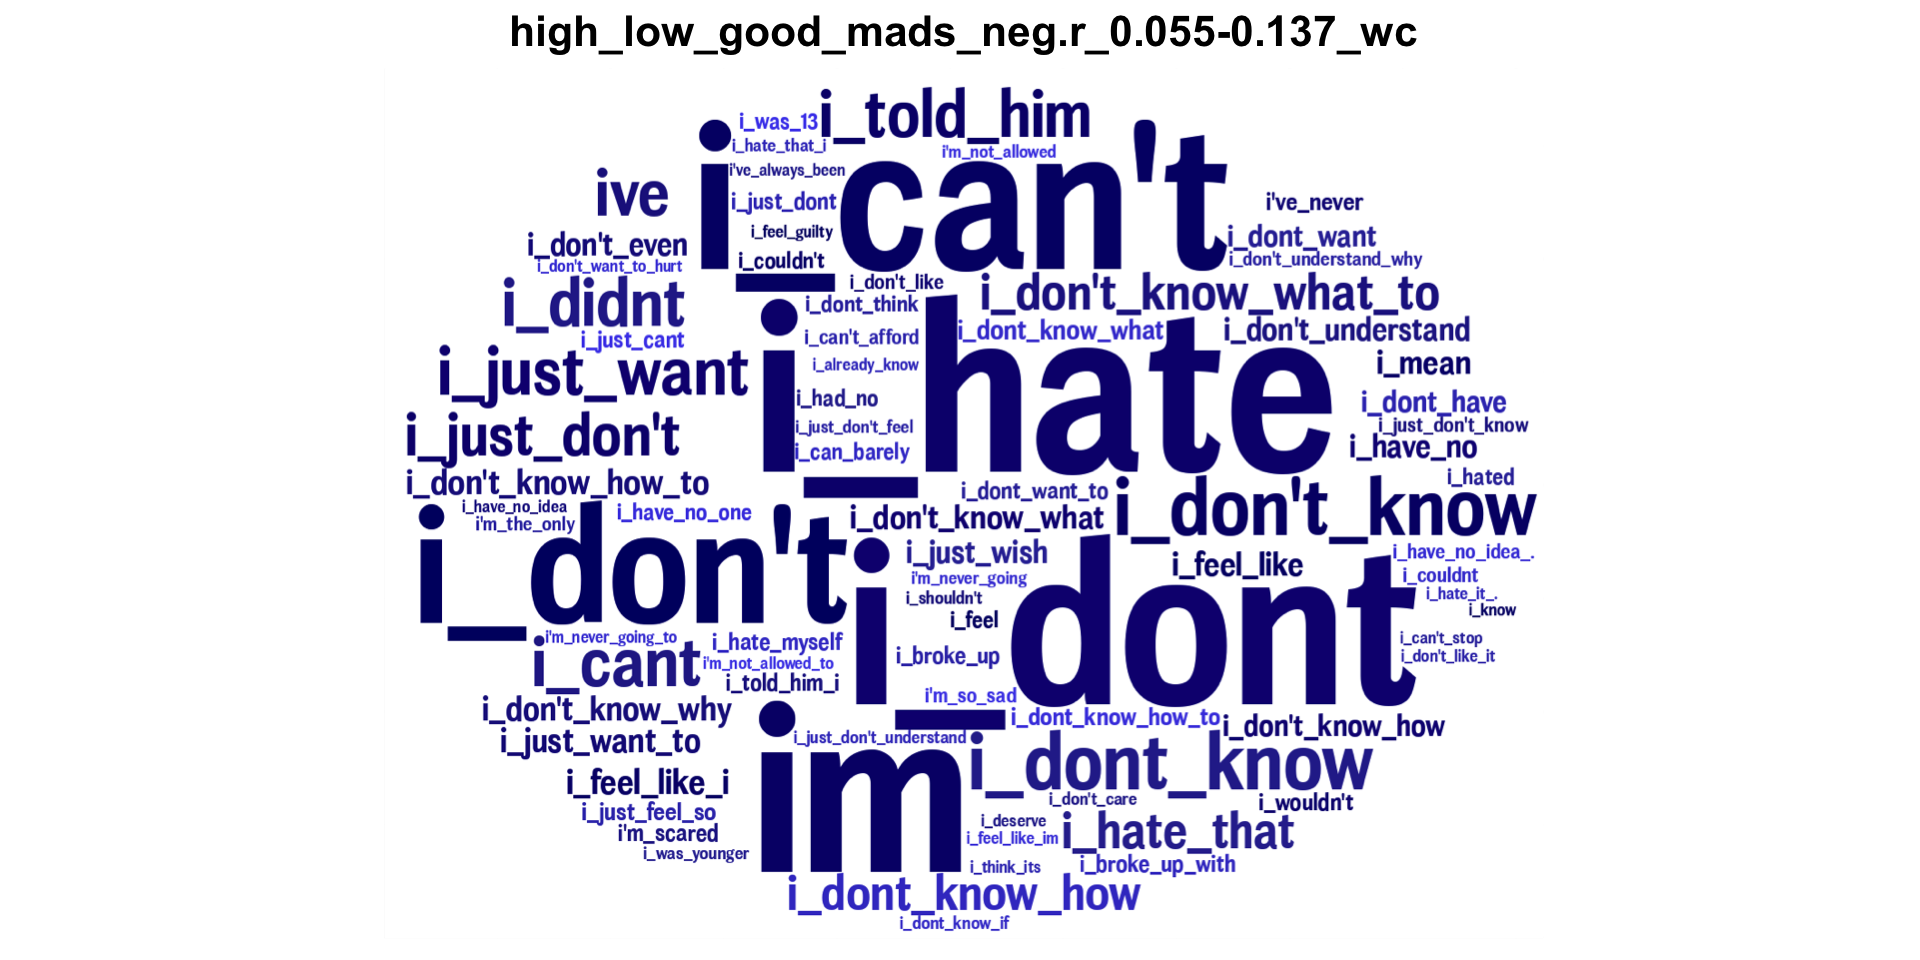 high_low_good_mads_neg.r_0.055-0.137_wc
i_told_him
i_was_13
i_hate_that_i
i'm_not_allowed
i_can't
i've_always_been
ive
i_just_dont
i've_never
i_feel_guilty
i_dont_want
i_don't_even
i_couldn't
i_don't_understand_why
i_don't_want_to_hurt
i_don't_like
i_don't_know_what_to
i_didnt
i_dont_think
i_dont_know_what
i_don't_understand
i_just_cant
i_can't_afford
i_mean
i_already_know
i_just_want
i_hate
i_had_no
i_dont_have
i_just_don't_feel
i_just_don't_know
i_just_don't
i_can_barely
i_have_no
i_hated
i_don't_know_how_to
i_dont_want_to
i_don't_know
i_have_no_idea
i'm_the_only
i_have_no_one
i_don't_know_what
i_don't
i_just_wish
i_have_no_idea_.
i_feel_like
i'm_never_going
i_couldnt
i_shouldn't
i_hate_it_.
i_feel
i_know
i_dont
i'm_never_going_to
i_hate_myself
i_can't_stop
i_cant
i'm_not_allowed_to
i_broke_up
i_don't_like_it
i_told_him_i
i'm_so_sad
i_don't_know_why
i_dont_know_how_to
i_don't_know_how
i_just_want_to
i_just_don't_understand
im
i_dont_know
i_feel_like_i
i_don't_care
i_wouldn't
i_just_feel_so
i_deserve
i'm_scared
i_feel_like_im
i_hate_that
i_was_younger
i_think_its
i_broke_up_with
i_dont_know_how
i_dont_know_if